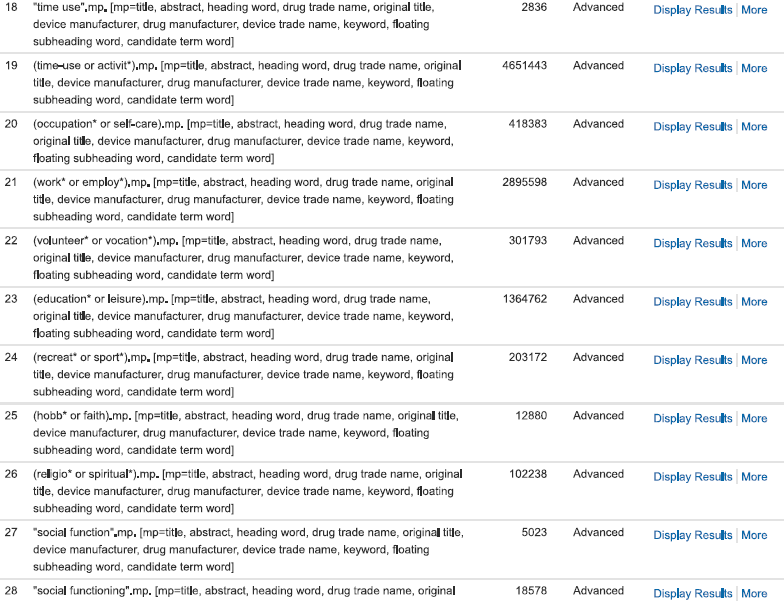 18 "time use".mp. [mp=title, abstract, heading word, drug trade name, original title, 2836 Advanced Display Results | More
device manufacturer, drug manufacturer, device trade name, keyword, floating
subheading word, candidate term word]
19 (time-use or activit*).mp. [mp=title, abstract, heading word, drug trade name, original 4651443 Advanced Display Results | More
title, device manufacturer, drug manufacturer, device trade name, keyword, floating
subheading word, candidate term word]
20 (occupation* or self-care).mp. [mp=title, abstract, heading word, drug trade name, 418383 Advanced Display Results | More
original title, device manufacturer, drug manufacturer, device trade name, keyword,
floating subheading word, candidate term word]
21 (work* or employ*).mp. [mp=title, abstract, heading word, drug trade name, original 2895598 Advanced Display Results | More
title, device manufacturer, drug manufacturer, device trade name, keyword, floating
subheading word, candidate term word]
22 (volunteer* or vocation*).mp. [mp=title, abstract, heading word, drug trade name, 301793 Advanced Display Results | More
original title, device manufacturer, drug manufacturer, device trade name, keyword,
floating subheading word, candidate term word]
23 (education* or leisure).mp. [mp=title, abstract, heading word, drug trade name, 1364762 Advanced Display Results | More
original title, device manufacturer, drug manufacturer, device trade name, keyword,
floating subheading word, candidate term word]
24 (recreat* or sport*).mp. [mp=title, abstract, heading word, drug trade name, original 203172 Advanced Display Results | More
title, device manufacturer, drug manufacturer, device trade name, keyword, floating
subheading word, candidate term word]
25 (hobb* or faith).mp. [mp=title, abstract, heading word, drug trade name, original title, 12880 Advanced Display Results | More
device manufacturer, drug manufacturer, device trade name, keyword, floating
subheading word, candidate term word]
26 (religio* or spiritual*).mp. [mp=title, abstract, heading word, drug trade name, original 102238 Advanced Display Results | More
title, device manufacturer, drug manufacturer, device trade name, keyword, floating
subheading word, candidate term word]
27 "social function".mp. [mp=title, abstract, heading word, drug trade name, original title, 5023 Advanced Display Results | More
device manufacturer, drug manufacturer, device trade name, keyword, floating
subheading word, candidate term word]
28 "social functioning".mp. [mp=title, abstract, heading word, drug trade name, original 18578 Advanced Display Results | More